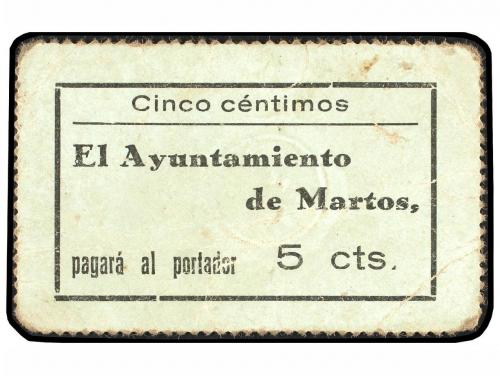 Cinco céntimos
El Ayuntamiento
de Martos,
pagará al portador 5 cts.